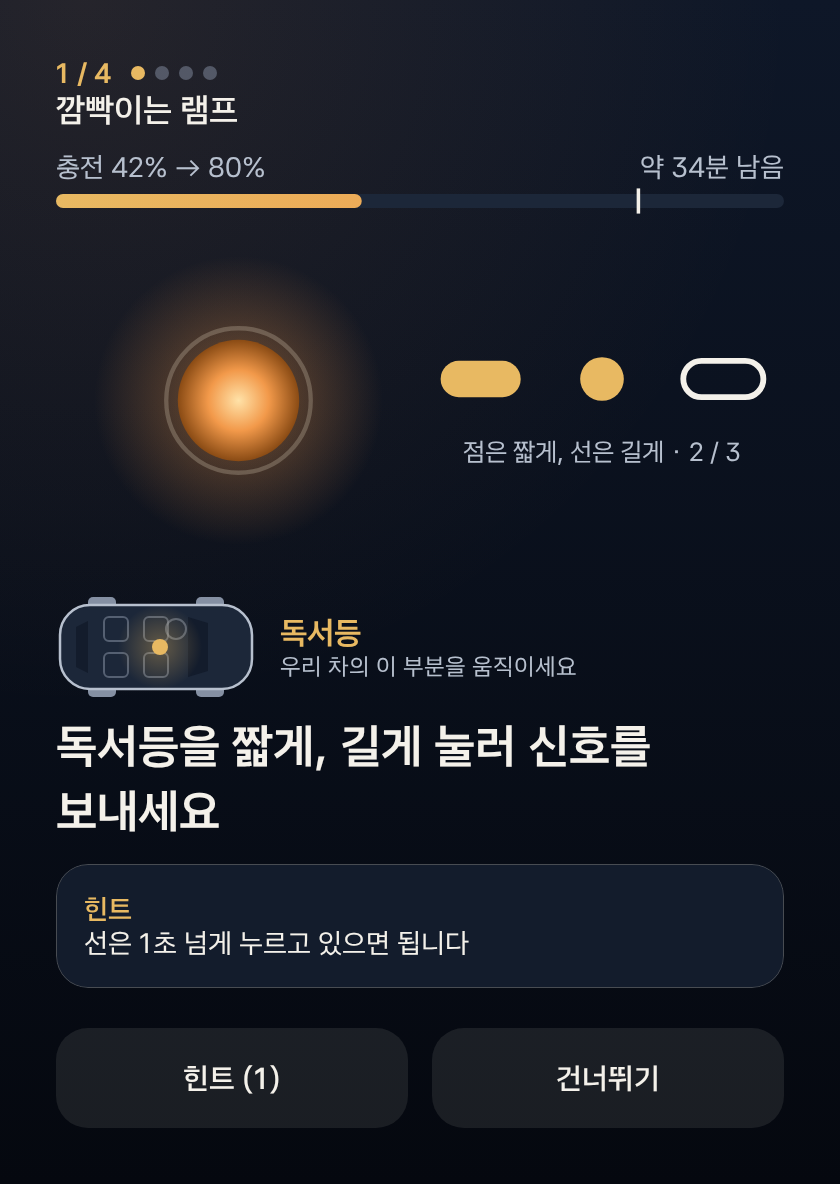 1 / 4
깜빡이는 램프
충전 42% → 80%
약 34분 남음
점은 짧게, 선은 길게 · 2 / 3
독서등
우리 차의 이 부분을 움직이세요
독서등을 짧게, 길게 눌러 신호를
보내세요
힌트
선은 1초 넘게 누르고 있으면 됩니다
힌트 (1)
건너뛰기